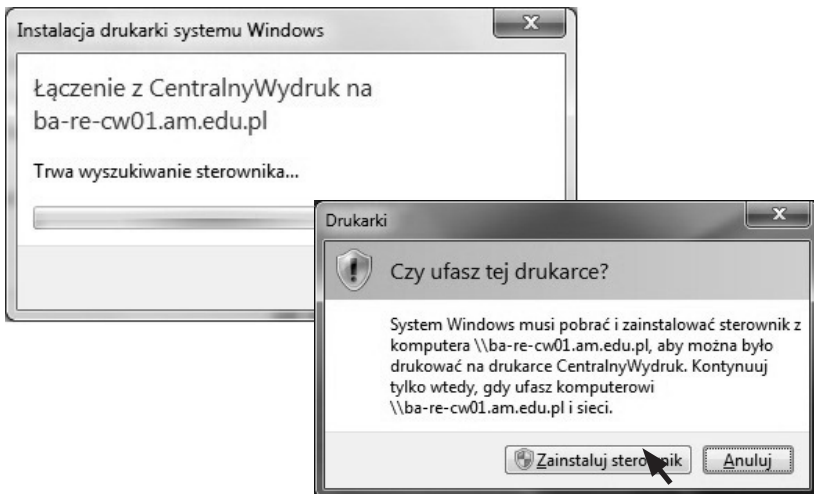 Instalacja drukarki systemu Windows
Łączenie z CentralnyWydruk na
ba-re-cw01.am.edu.pl
Trwa wyszukiwanie sterownika...
Drukarki
Czy ufasz tej drukarce?
System Windows musi pobrać i zainstalować sterownik z
komputera \\ba-re-cw01.am.edu.pl, aby można było
drukować na drukarce CentralnyWydruk. Kontynuuj
tylko wtedy, gdy ufasz komputerowi
\\ba-re-cw01.am.edu.pl i sieci.
Zainstaluj sterownik Anuluj